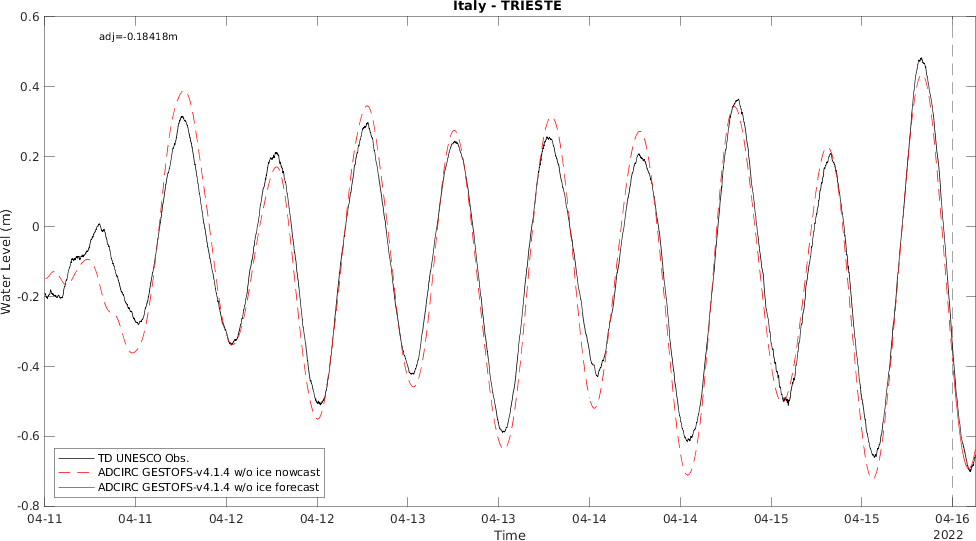 Italy - TRIESTE
adj=-0.18418m
0.6
0.4
0.2
0
-0.2
-0.4
-0.6
-0.8
Water Level (m)
TD UNESCO Obs.
ADCIRC GESTOFS-v4.1.4 w/o ice nowcast
ADCIRC GESTOFS-v4.1.4 w/o ice forecast
04-11 04-11 04-12 04-12 04-13 04-13 04-14 04-14 04-15 04-15 04-16
Time
2022